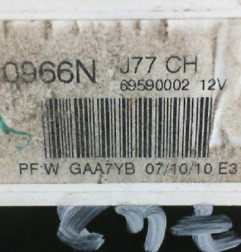 0966N J77 CH
69590002 12V
PF:W GAA7YB 07/10/10 E3